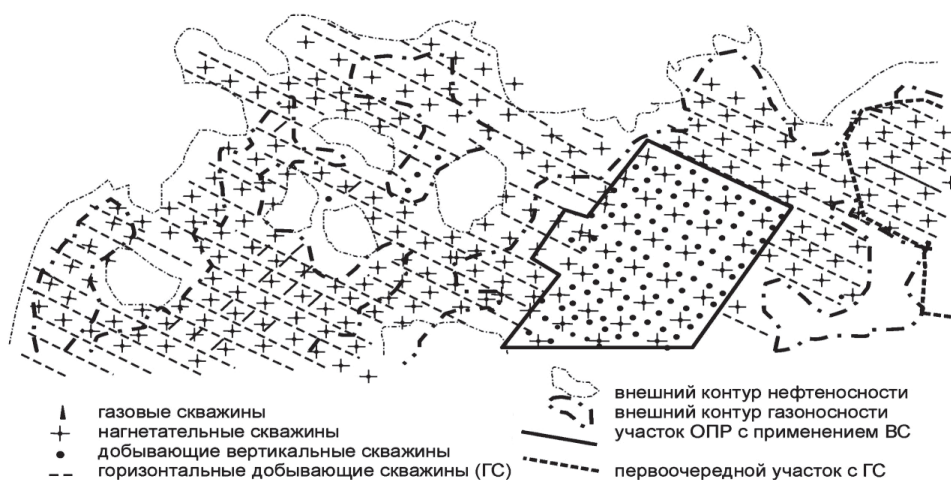 газовые скважины
нагнетательные скважины
добывающие вертикальные скважины
горизонтальные добывающие скважины (ГС)
внешний контур нефтеносности
внешний контур газоносности
участок ОПР с применением ВС
первоочередной участок с ГС